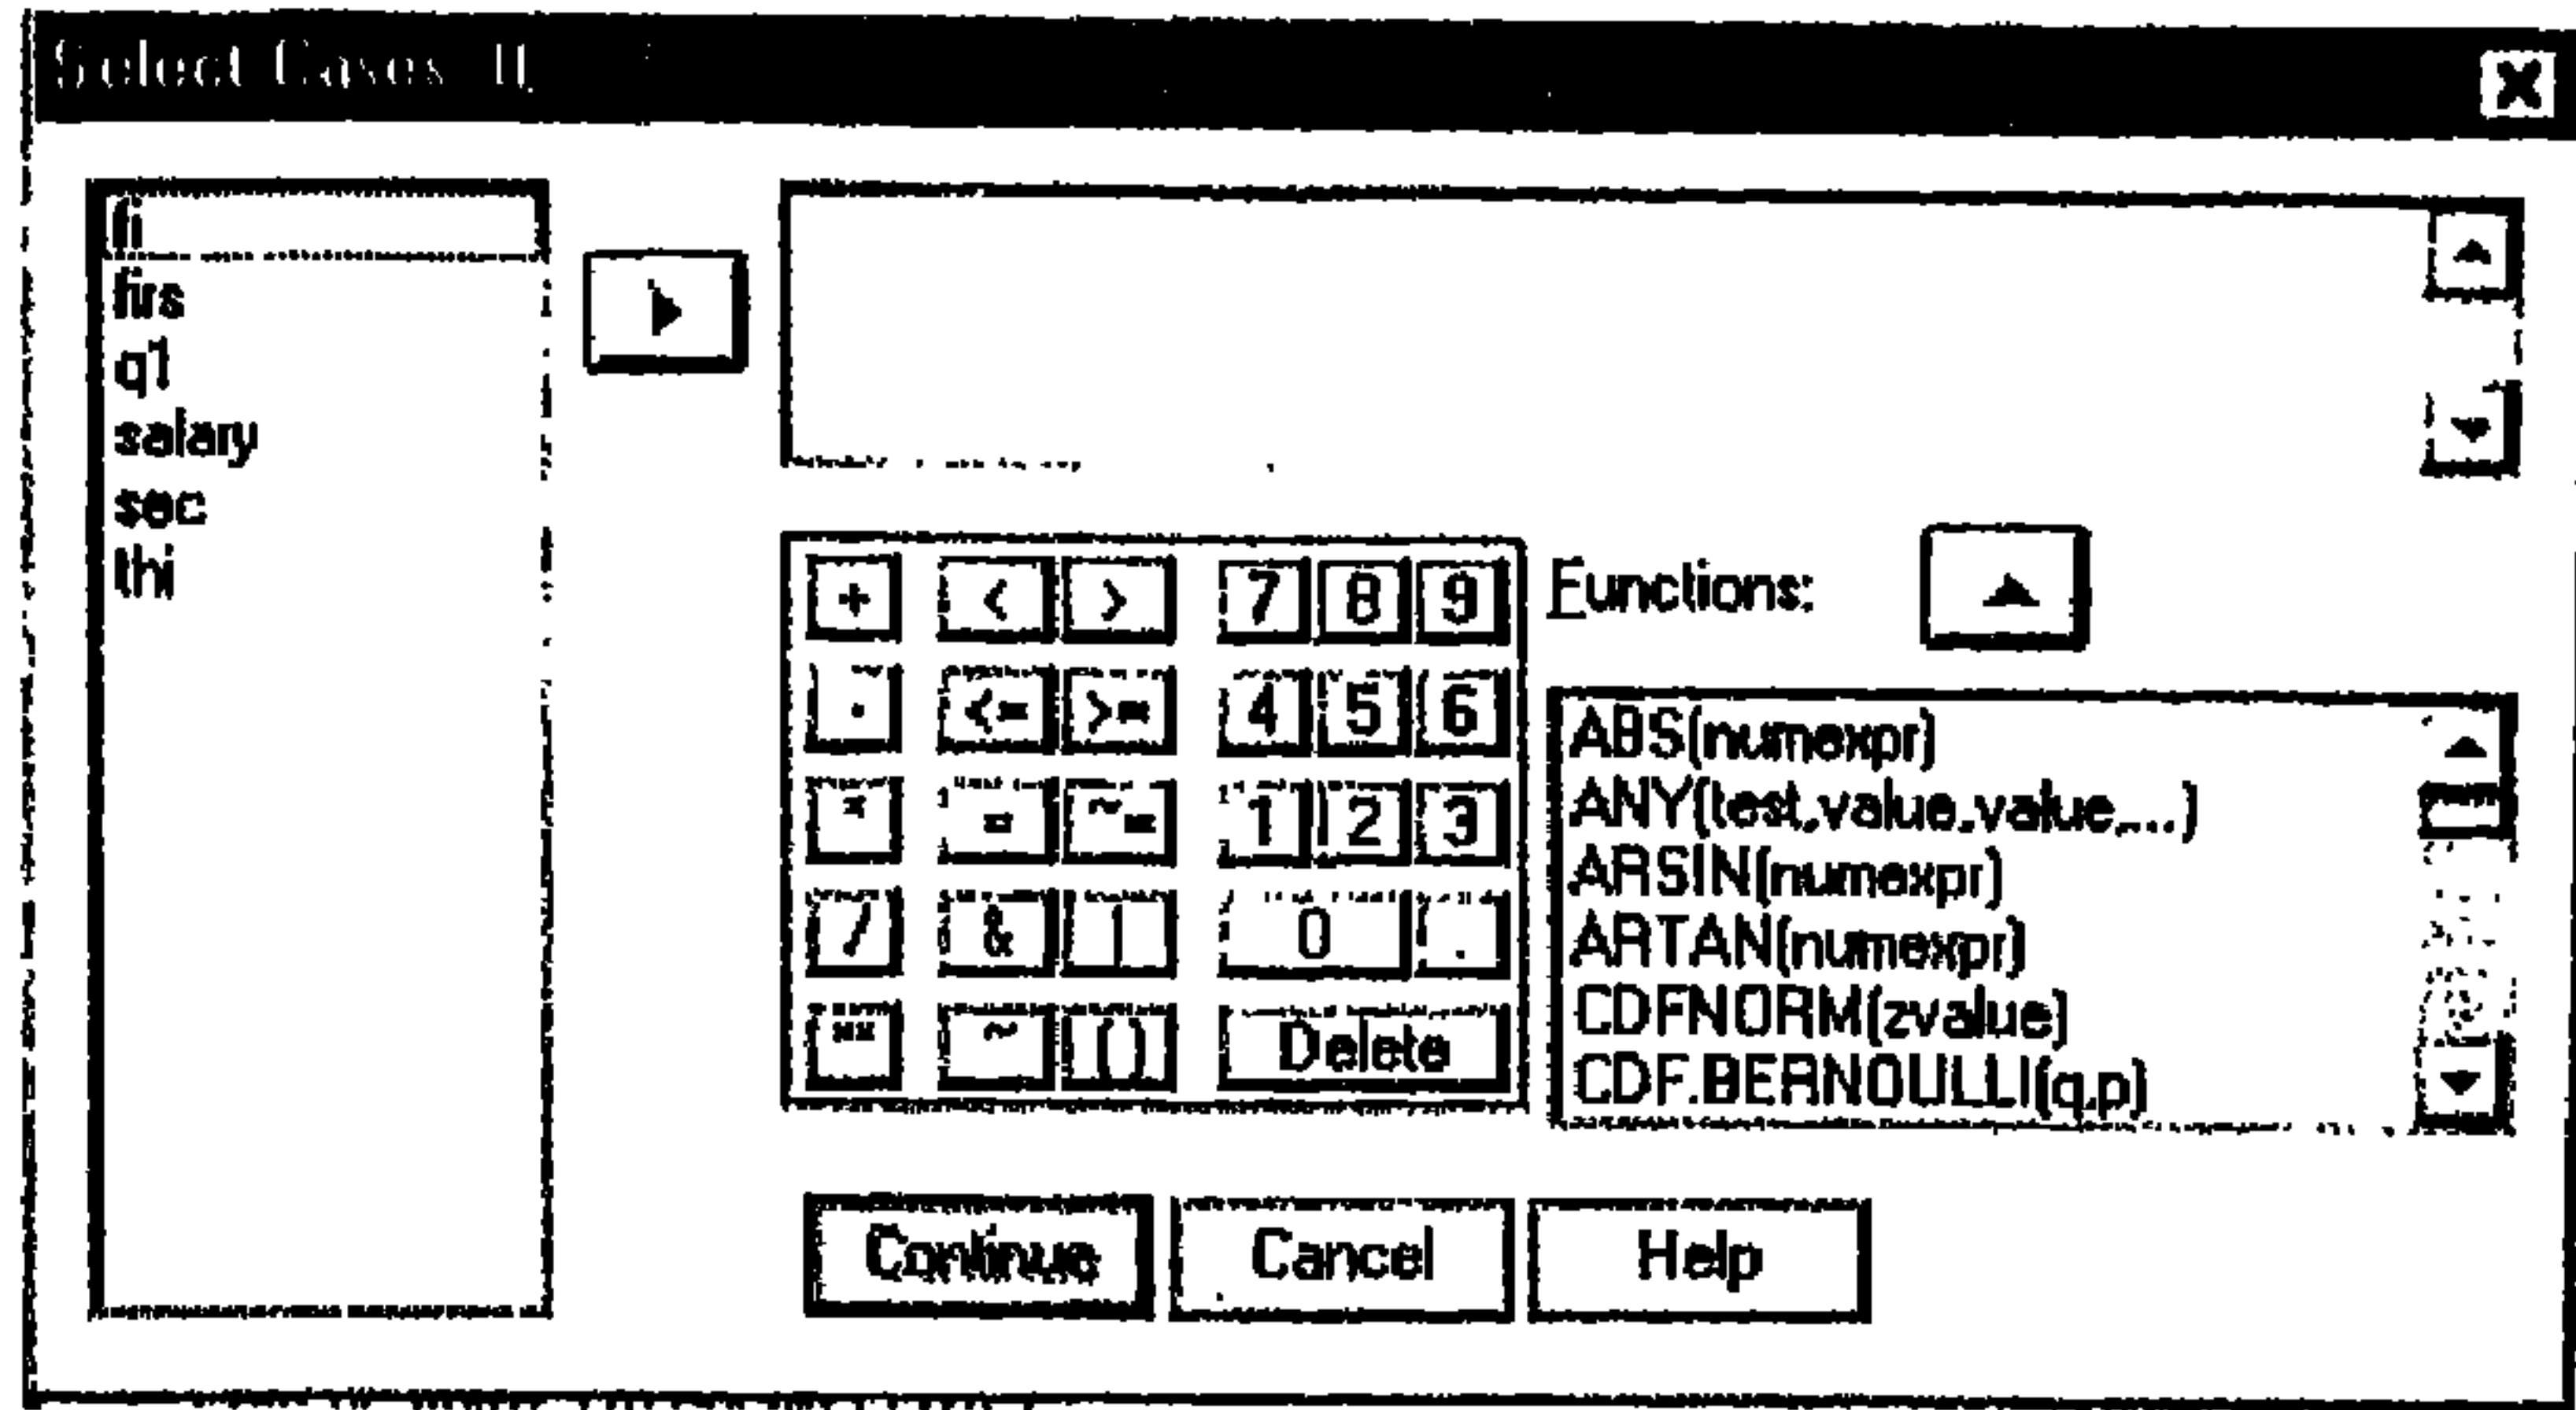 Select Cases: If
fi
firs
q1
salary
sec
thi
+ < > 7 8 9
- <= >= 4 5 6
* = ~= 1 2 3
/ & | 0 .
** ~ () Delete
Functions:
ABS(numexpr)
ANY(test,value,value,...)
ARSIN(numexpr)
ARTAN(numexpr)
CDFNORM(zvalue)
CDF.BERNOULLI(q,p)
Continue Cancel Help